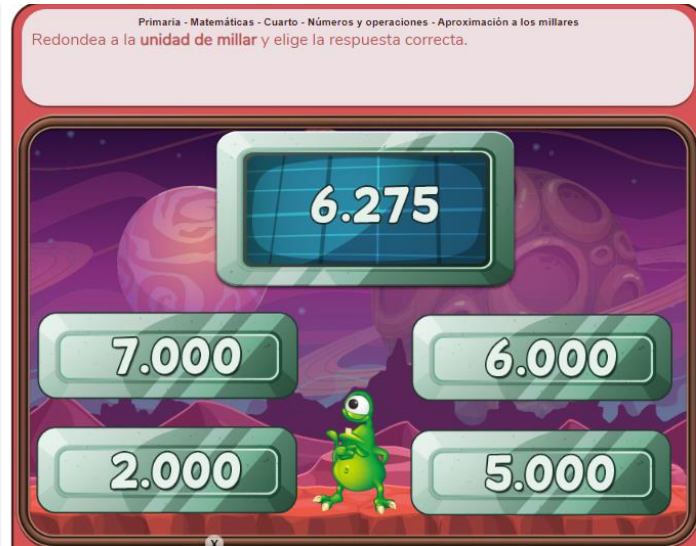 Primaria - Matemáticas - Cuarto - Números y operaciones - Aproximación a los millares
Redondea a la unidad de millar y elige la respuesta correcta.
6.275
7.000
6.000
2.000
5.000
X